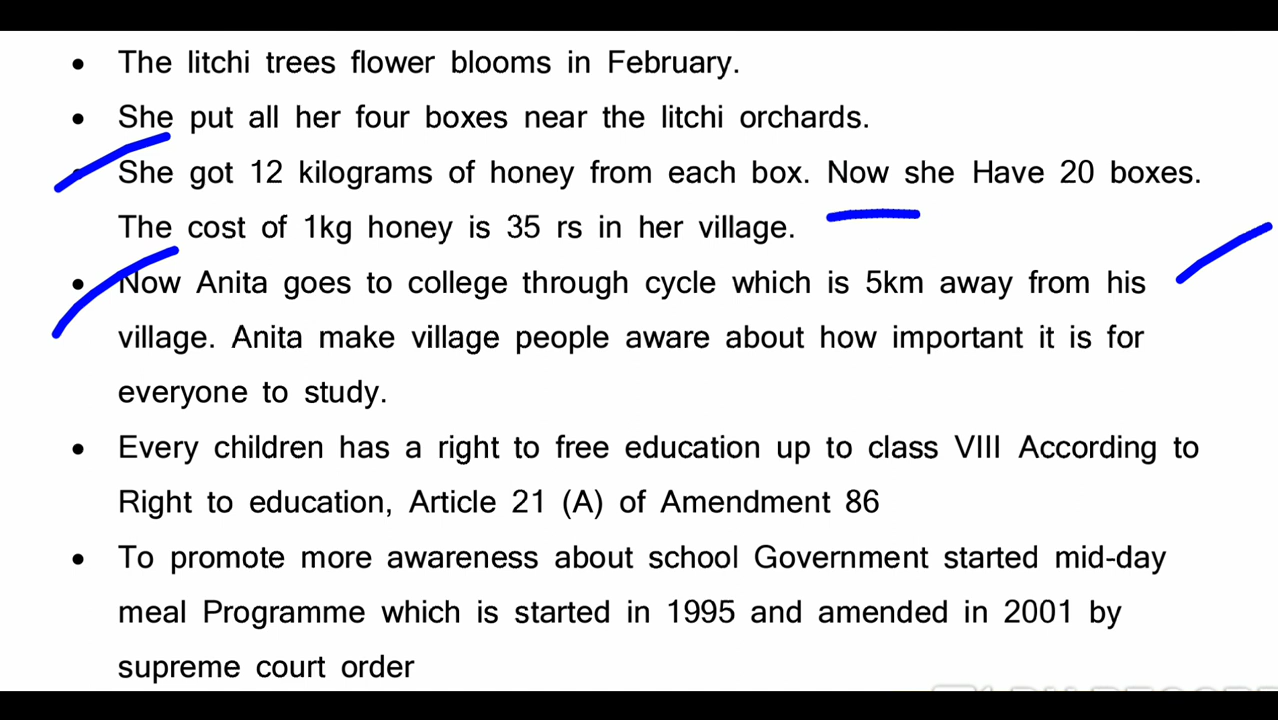 • The litchi trees flower blooms in February.
• She put all her four boxes near the litchi orchards.
• She got 12 kilograms of honey from each box. Now she Have 20 boxes.
The cost of 1kg honey is 35 rs in her village.
• Now Anita goes to college through cycle which is 5km away from his
village. Anita make village people aware about how important it is for
everyone to study.
• Every children has a right to free education up to class VIII According to
Right to education, Article 21 (A) of Amendment 86
• To promote more awareness about school Government started mid-day
meal Programme which is started in 1995 and amended in 2001 by
supreme court order